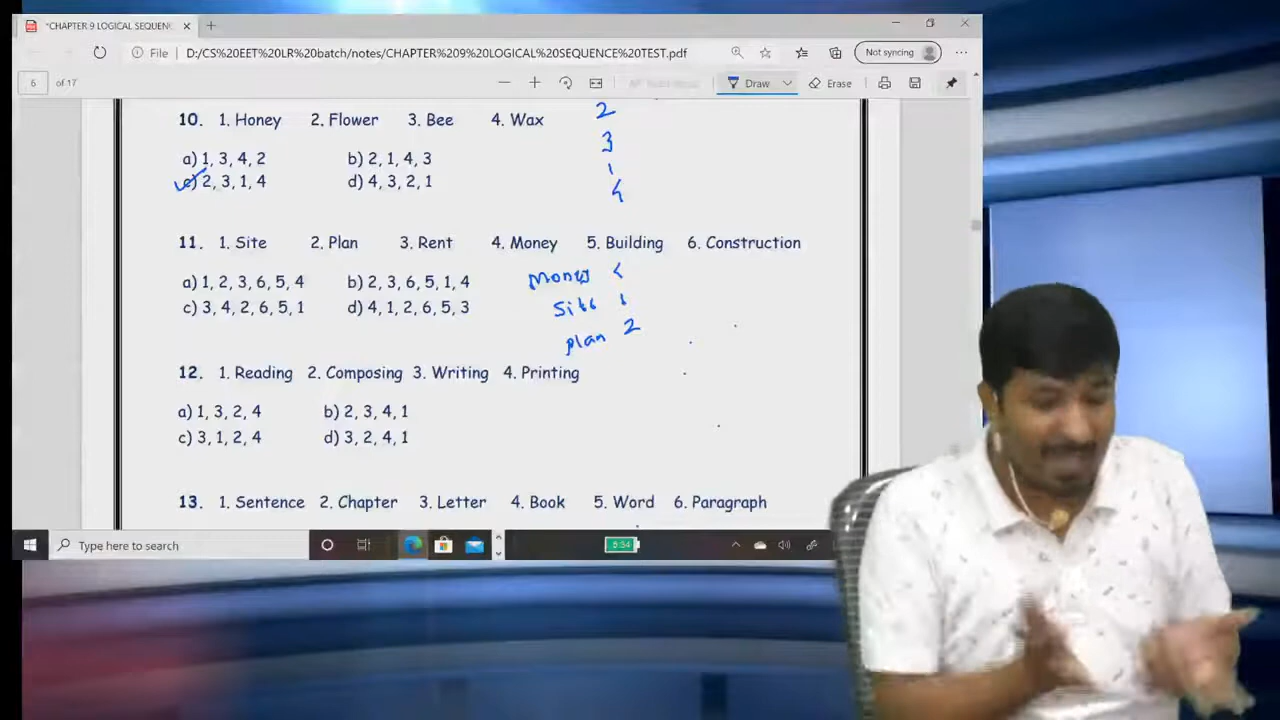 *CHAPTER 9 LOGICAL SEQUENC
File D:/CS%20EET%20LR%20batch/notes/CHAPTER%209%20LOGICAL%20SEQUENCE%20TEST.pdf Not syncing
6 of 17 Draw Erase
10. 1. Honey 2. Flower 3. Bee 4. Wax
2
3
1
4
a) 1, 3, 4, 2 b) 2, 1, 4, 3
c) 2, 3, 1, 4 d) 4, 3, 2, 1
11. 1. Site 2. Plan 3. Rent 4. Money 5. Building 6. Construction
a) 1, 2, 3, 6, 5, 4 b) 2, 3, 6, 5, 1, 4
c) 3, 4, 2, 6, 5, 1 d) 4, 1, 2, 6, 5, 3
Money 4
Site 1
plan 2
12. 1. Reading 2. Composing 3. Writing 4. Printing
a) 1, 3, 2, 4 b) 2, 3, 4, 1
c) 3, 1, 2, 4 d) 3, 2, 4, 1
13. 1. Sentence 2. Chapter 3. Letter 4. Book 5. Word 6. Paragraph
Type here to search